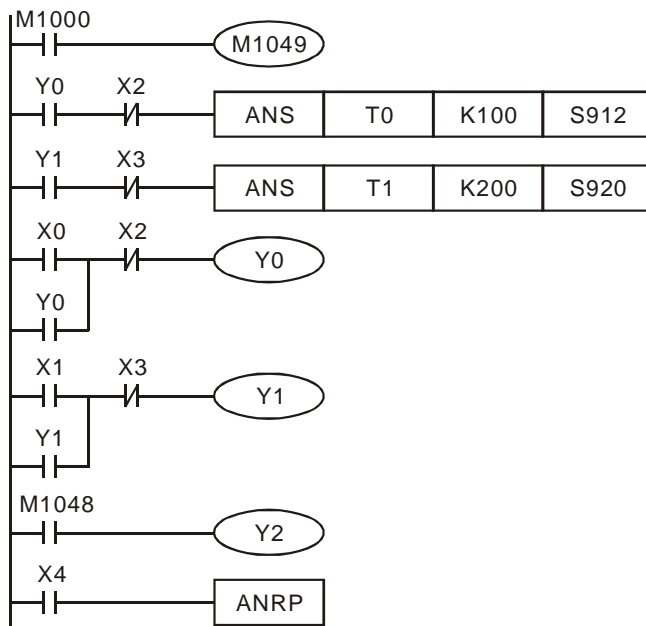 M1000
M1049
Y0 X2
ANS T0 K100 S912
Y1 X3
ANS T1 K200 S920
X0 X2
Y0
Y0
X1 X3
Y1
Y1
M1048
Y2
X4
ANRP